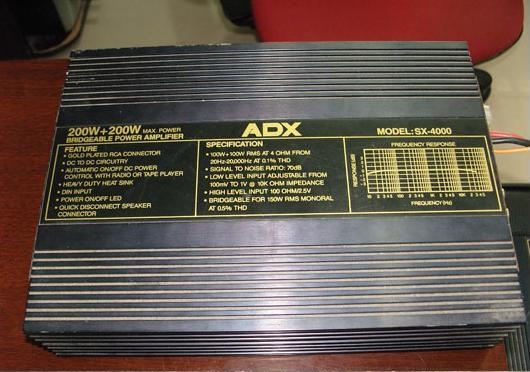 200W+200W MAX. POWER
BRIDGEABLE POWER AMPLIFIER
ADX
MODEL:SX-4000
FEATURE
• GOLD PLATED RCA CONNECTOR
• DC TO DC CIRCUITRY
• AUTOMATIC ON/OFF DC POWER
CONTROL WITH RADIO OR TAPE PLAYER
• HEAVY DUTY HEAT SINK
• DIN INPUT
• POWER ON/OFF LED
• QUICK DISCONNECT SPEAKER
CONNECTOR
SPECIFICATION
• 100W+100W RMS AT 4 OHM FROM
20Hz-20,000Hz AT 0.1% THD
• SIGNAL TO NOISE RATIO: 70dB
• LOW LEVEL INPUT ADJUSTABLE FROM
100mV TO 1V @ 10K OHM IMPEDANCE
• HIGH LEVEL INPUT 100 OHM/2.5V
• BRIDGEABLE FOR 150W RMS MONORAL
AT 0.5% THD
FREQUENCY RESPONSE
RESPONSE (dB)
FREQUENCY (Hz)